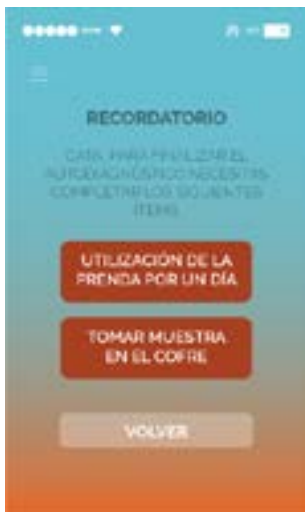 RECORDATORIO
CATA, PARA FINALIZAR EL
AUTODIAGNÓSTICO NECESITAS
COMPLETAR LOS SIGUIENTES
ITEMS
UTILIZACIÓN DE LA
PRENDA POR UN DÍA
TOMAR MUESTRA
EN EL COFRE
VOLVER